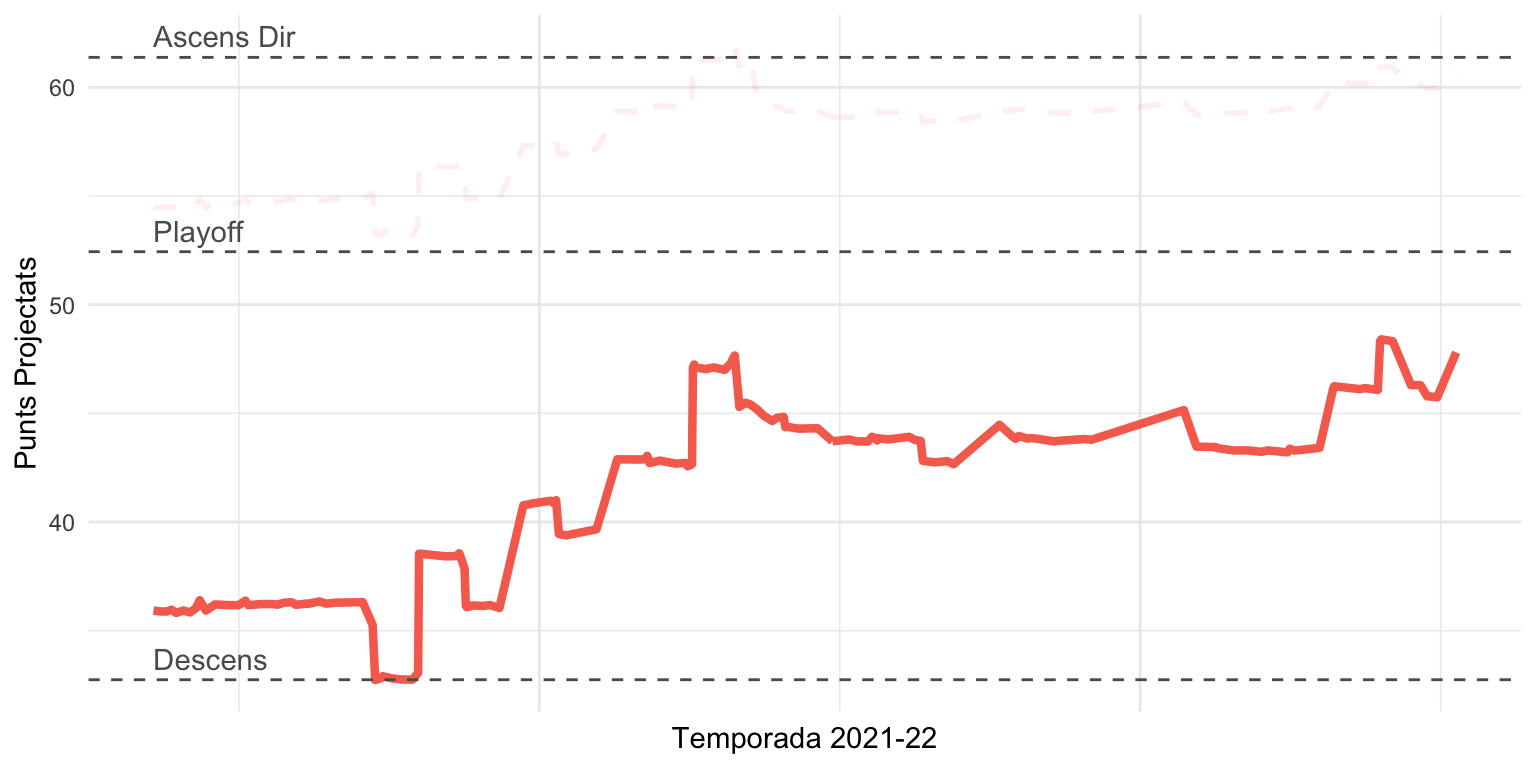 Ascens Dir
60
Playoff
50
Punts Projectats
40
Descens
Temporada 2021-22